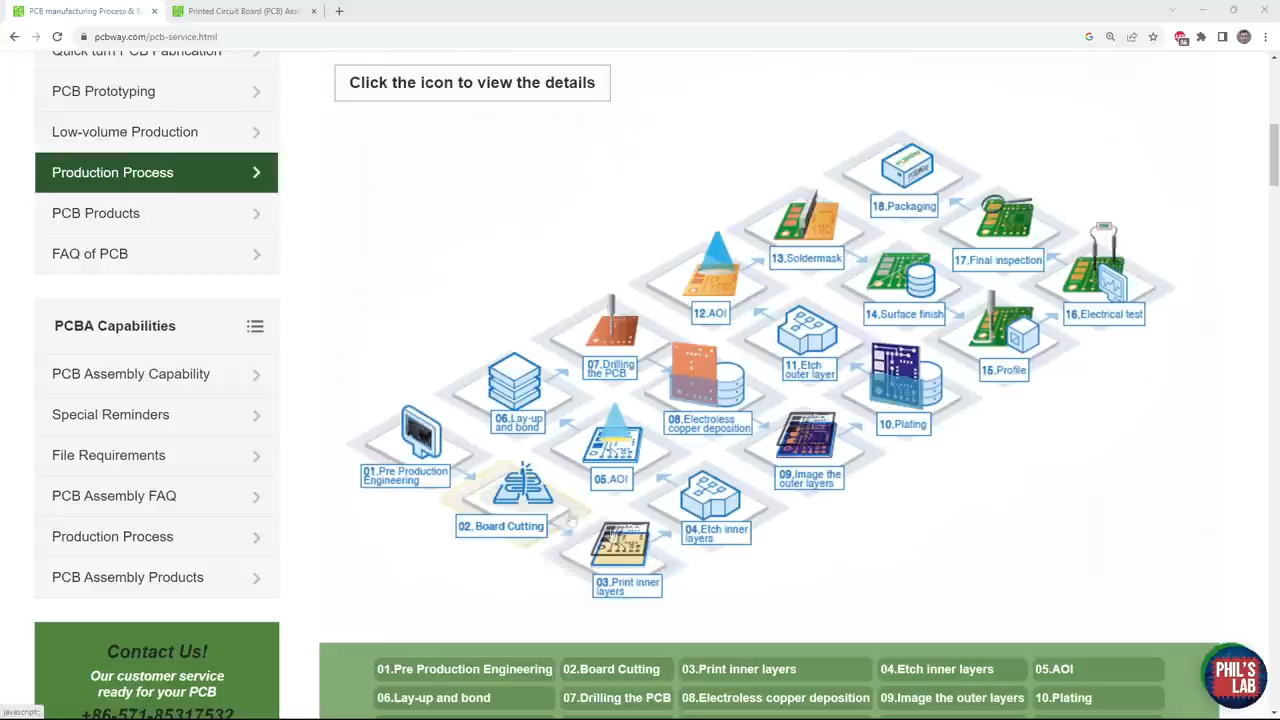 PCB manufacturing Process & E
Printed Circuit Board (PCB) Ass
pcbway.com/pcb-service.html
Quick turn PCB Fabrication
PCB Prototyping
Low-volume Production
Production Process
PCB Products
FAQ of PCB
PCBA Capabilities
PCB Assembly Capability
Special Reminders
File Requirements
PCB Assembly FAQ
Production Process
PCB Assembly Products
Contact Us!
Our customer service
ready for your PCB
+86-571-85317532
javascript:
Click the icon to view the details
18.Packaging
13.Soldermask
17.Final inspection
12.AOI
14.Surface finish
16.Electrical test
07.Drilling
the PCB
11.Etch
outer layer
15.Profile
06.Lay-up
and bond
08.Electroless
copper deposition
10.Plating
01.Pre Production
Engineering
05.AOI
09.Image the
outer layers
02.Board Cutting
04.Etch inner
layers
03.Print inner
layers
01.Pre Production Engineering
02.Board Cutting
03.Print inner layers
04.Etch inner layers
05.AOI
06.Lay-up and bond
07.Drilling the PCB
08.Electroless copper deposition
09.Image the outer layers
10.Plating
PHIL'S
LAB